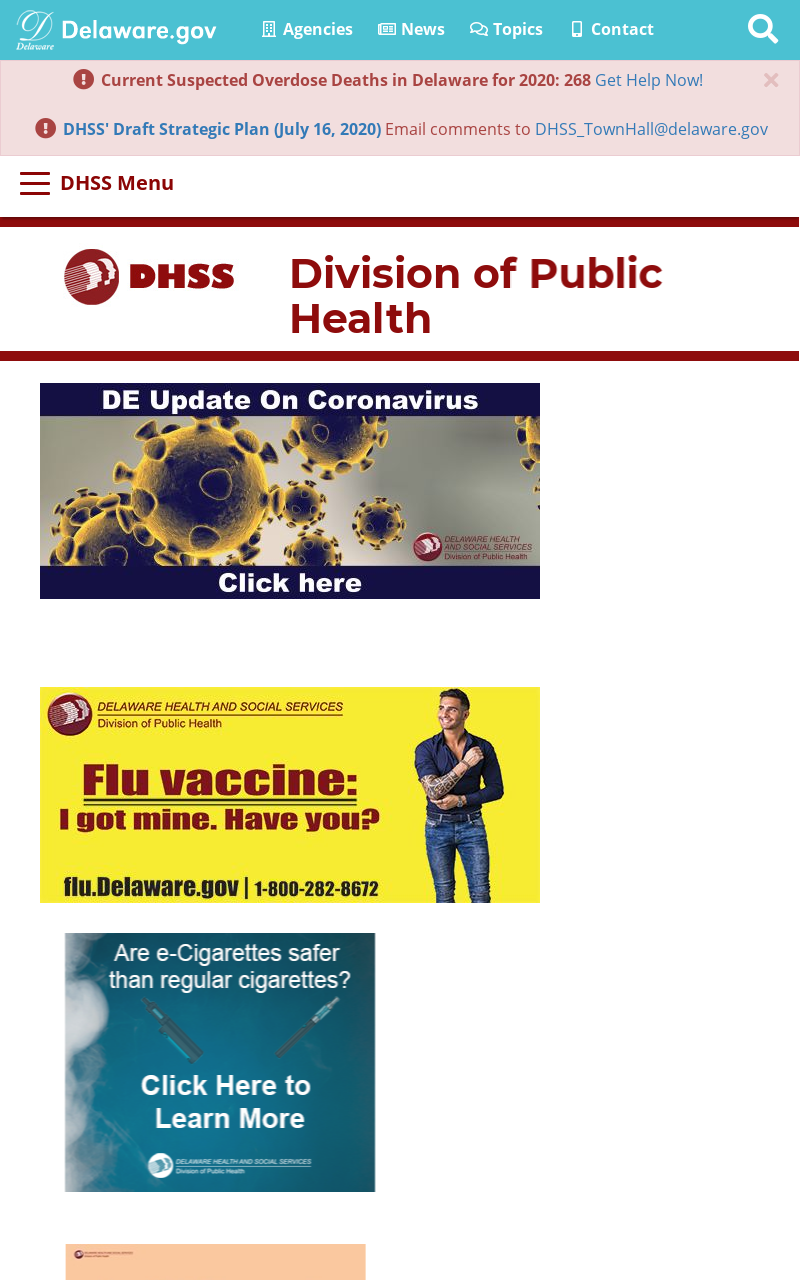 Delaware
Delaware.gov
Agencies
News
Topics
Contact
Current Suspected Overdose Deaths in Delaware for 2020: 268 Get Help Now!
DHSS' Draft Strategic Plan (July 16, 2020) Email comments to DHSS_TownHall@delaware.gov
DHSS Menu
DHSS
Division of Public
Health
DE Update On Coronavirus
DELAWARE HEALTH
AND SOCIAL SERVICES
Division of Public Health
Click here
DELAWARE HEALTH AND SOCIAL SERVICES
Division of Public Health
Flu vaccine:
I got mine. Have you?
flu.Delaware.gov | 1-800-282-8672
Are e-Cigarettes safer
than regular cigarettes?
Click Here to
Learn More
DELAWARE HEALTH AND SOCIAL SERVICES
Division of Public Health